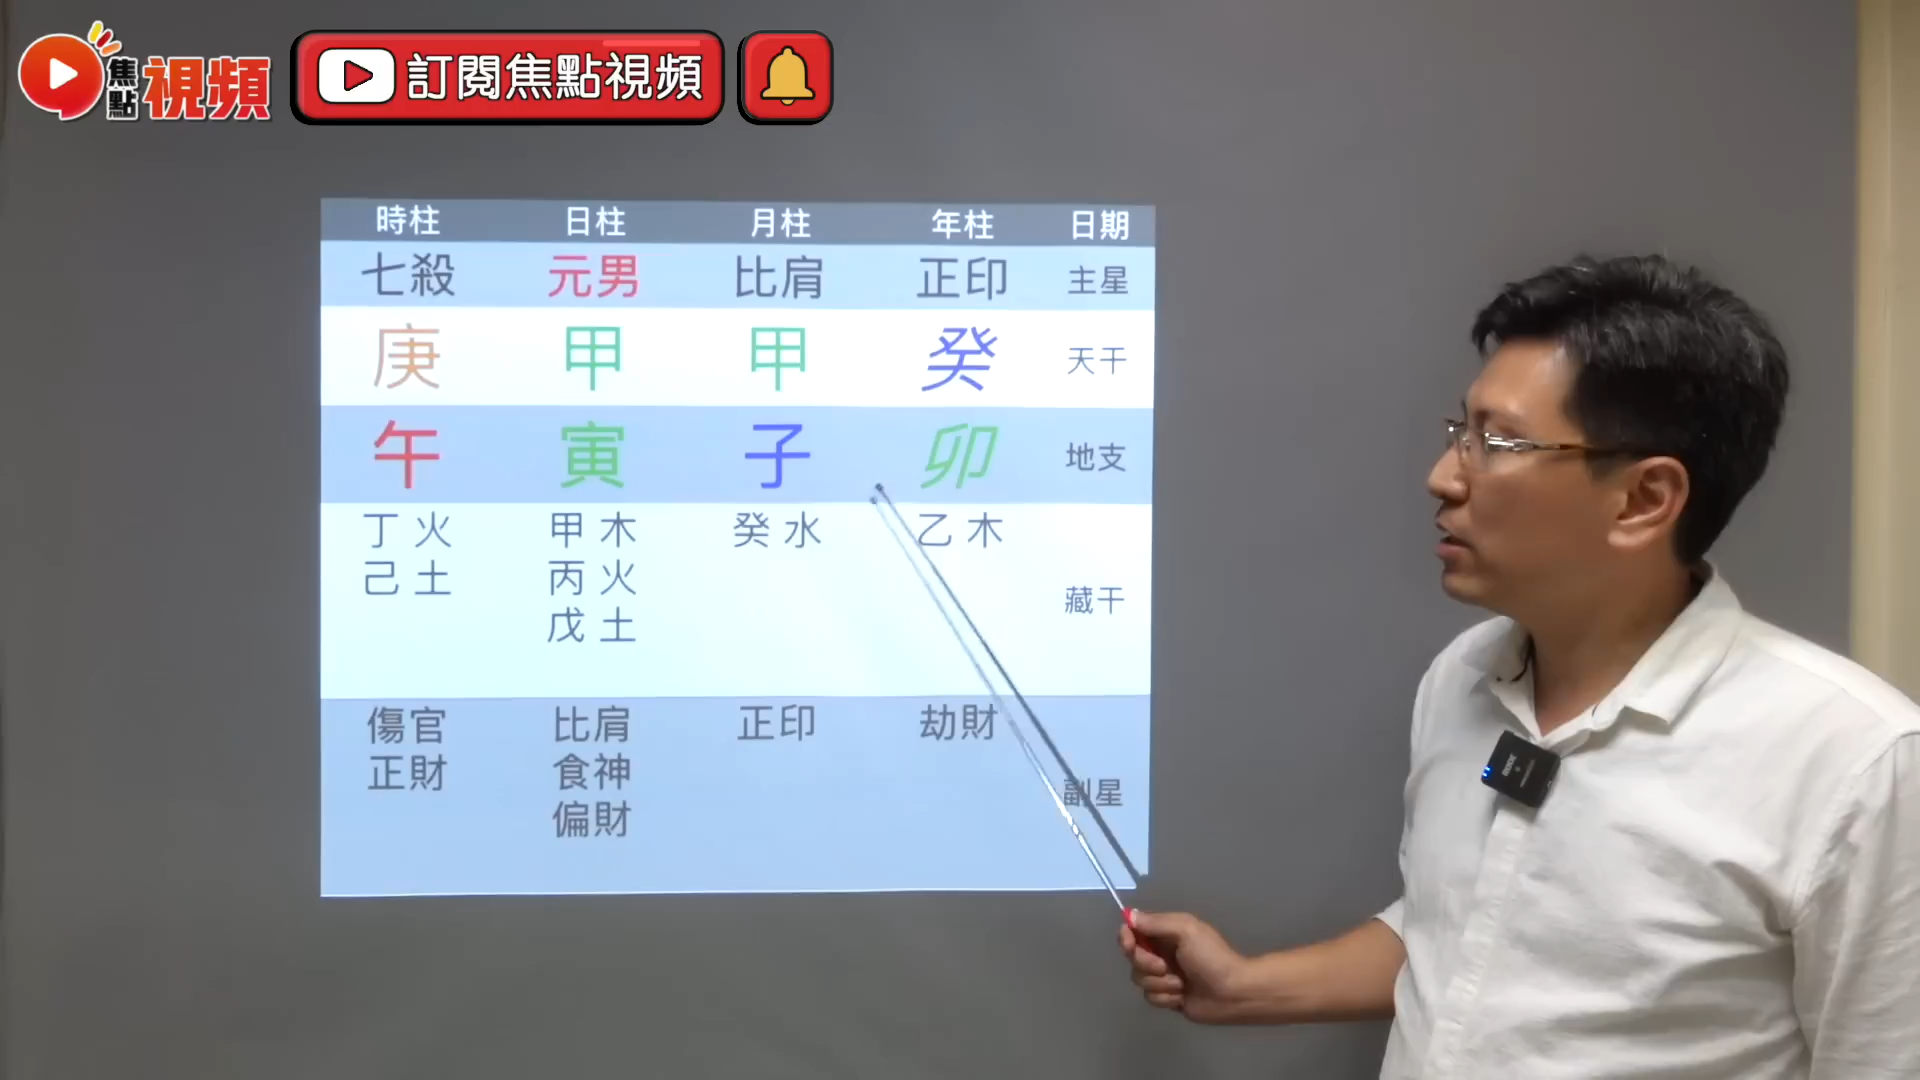 焦點視頻
訂閱焦點視頻
時柱 日柱 月柱 年柱 日期
七殺 元男 比肩 正印 主星
庚 甲 甲 癸 天干
午 寅 子 卯 地支
丁火 甲木 癸水 乙木 藏干
己土 丙火
戊土
傷官 比肩 正印 劫財 副星
正財 食神
偏財